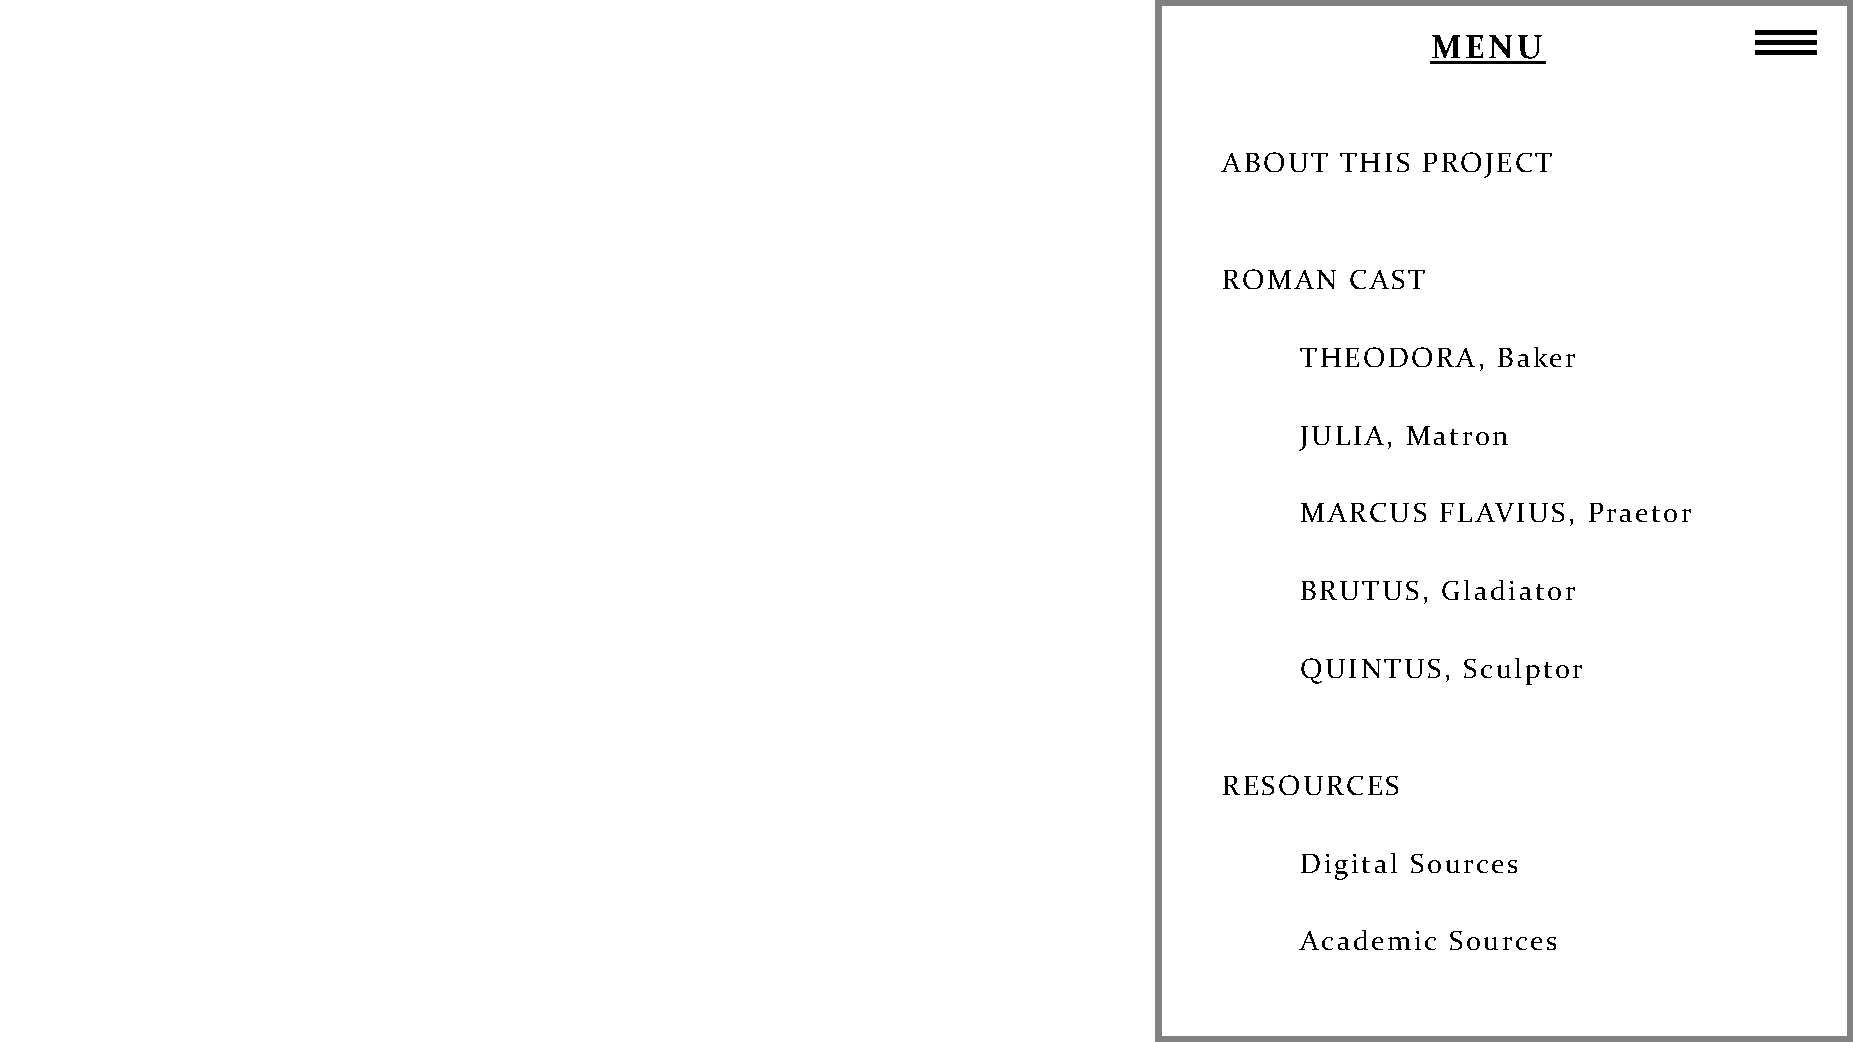 MENU
ABOUT THIS PROJECT
ROMAN CAST
THEODORA, Baker
JULIA, Matron
MARCUS FLAVIUS, Praetor
BRUTUS, Gladiator
QUINTUS, Sculptor
RESOURCES
Digital Sources
Academic Sources